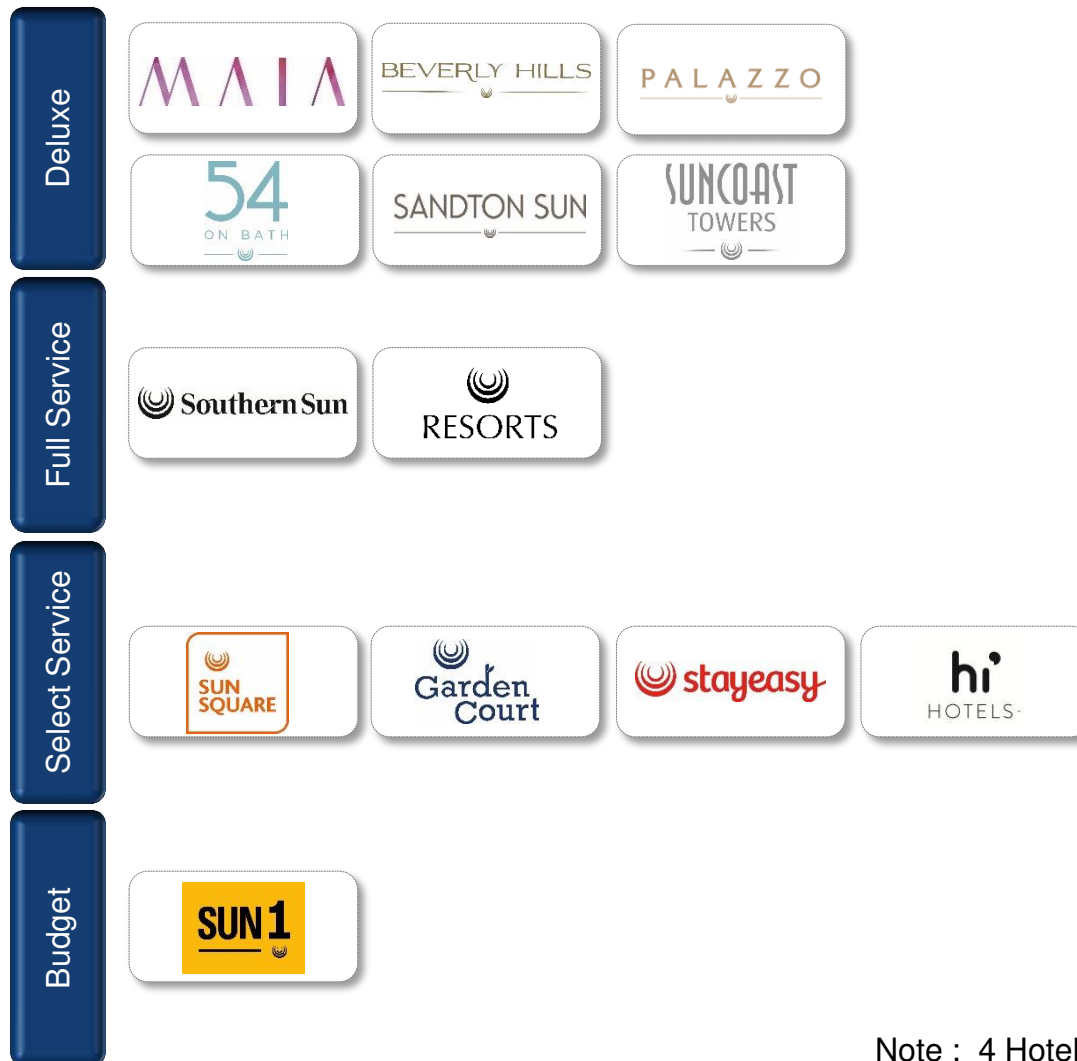 Deluxe
MAIA
BEVERLY HILLS
PALAZZO
54
ON BATH
SANDTON SUN
SUNCOAST
TOWERS
Full Service
Southern Sun
RESORTS
Select Service
SUN
SQUARE
Garden
Court
stayeasy
hi'
HOTELS
Budget
SUN1
Note : 4 Hotel